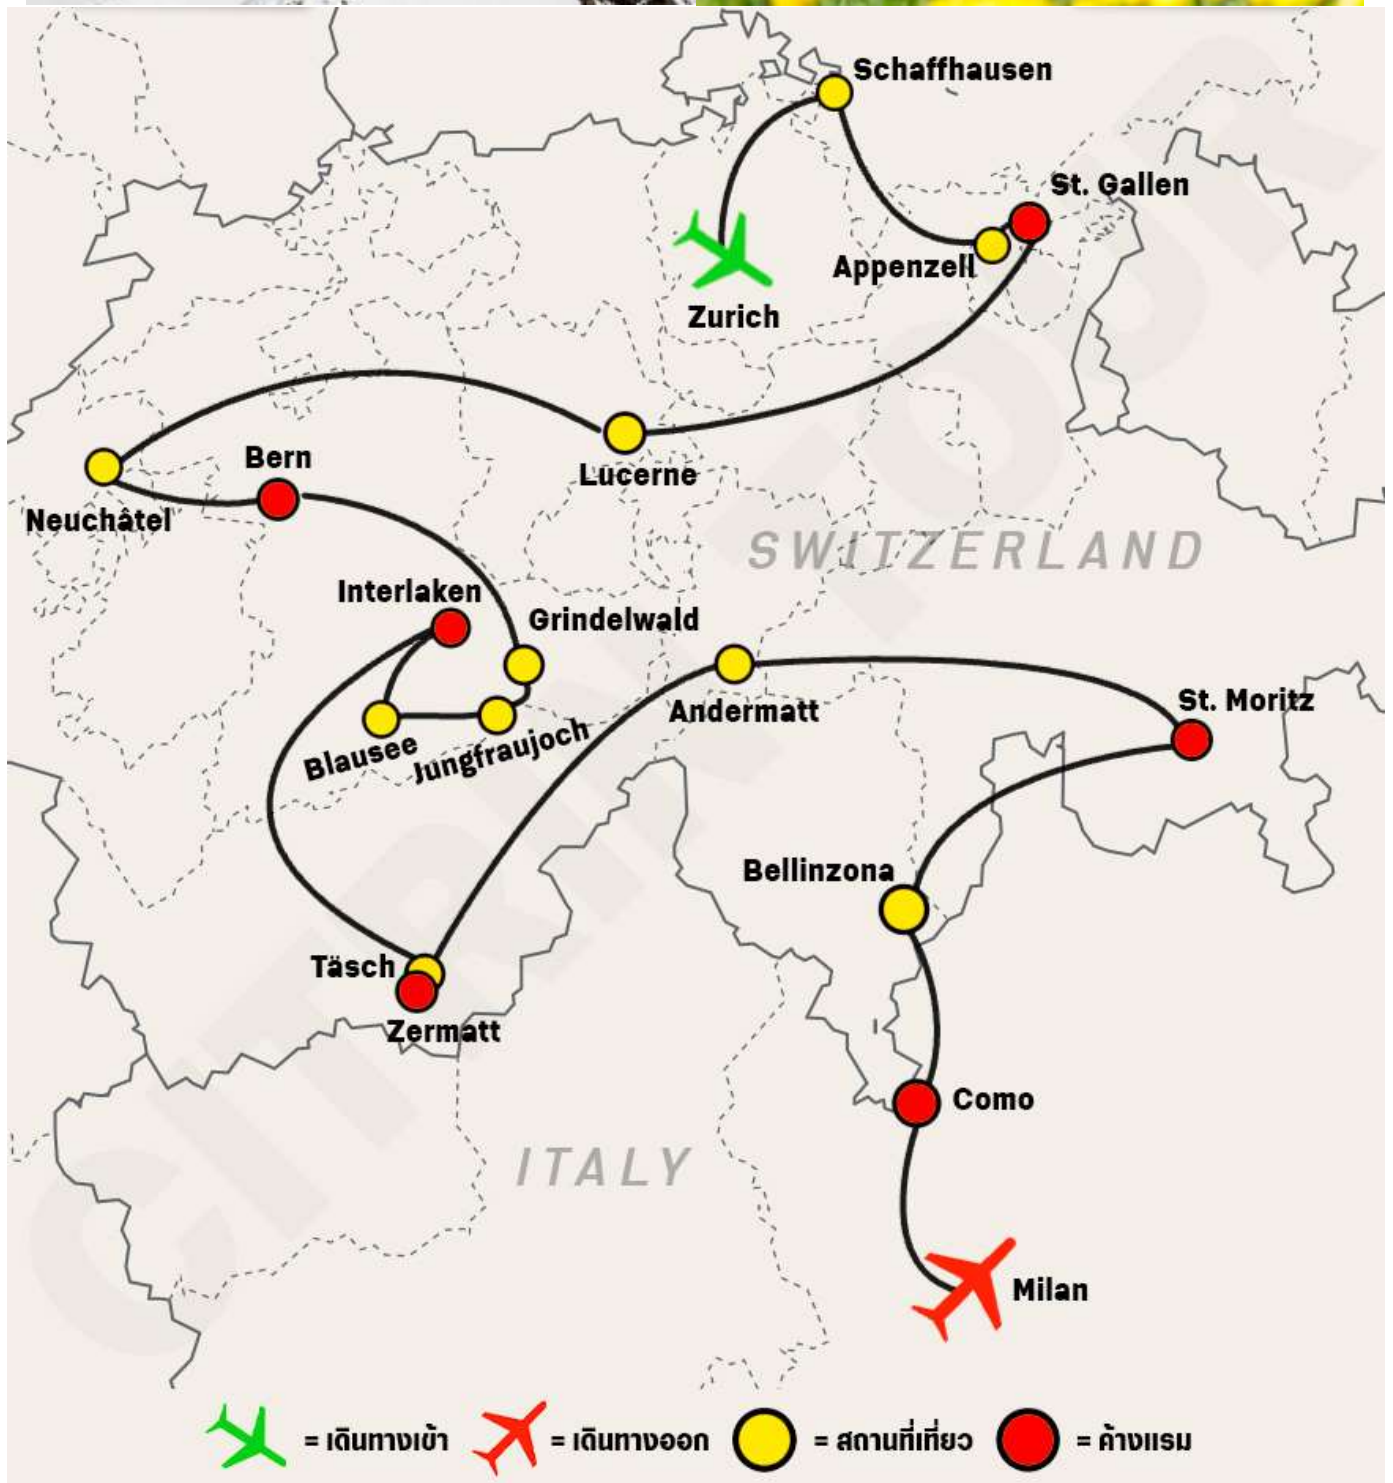 Schaffhausen
St. Gallen
Appenzell
Zurich
Bern
Lucerne
Neuchâtel
SWITZERLAND
Interlaken
Grindelwald
Andermatt
St. Moritz
Blausee
Jungfraujoch
Bellinzona
Täsch
Zermatt
Como
ITALY
Milan
= เดินทางเข้า = เดินทางออก = สถานที่เที่ยว = ค้างแรม
CITRINTOUR